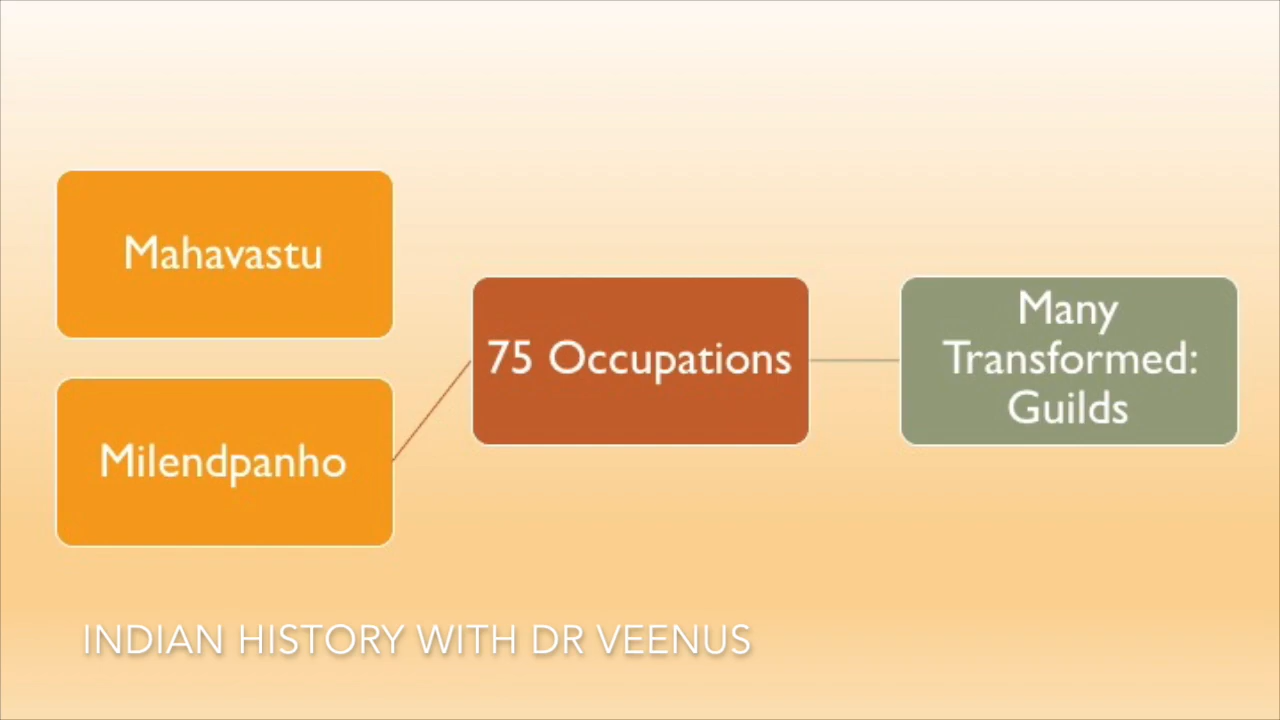 Mahavastu
Milendpanho
75 Occupations
Many
Transformed:
Guilds
INDIAN HISTORY WITH DR VEENUS